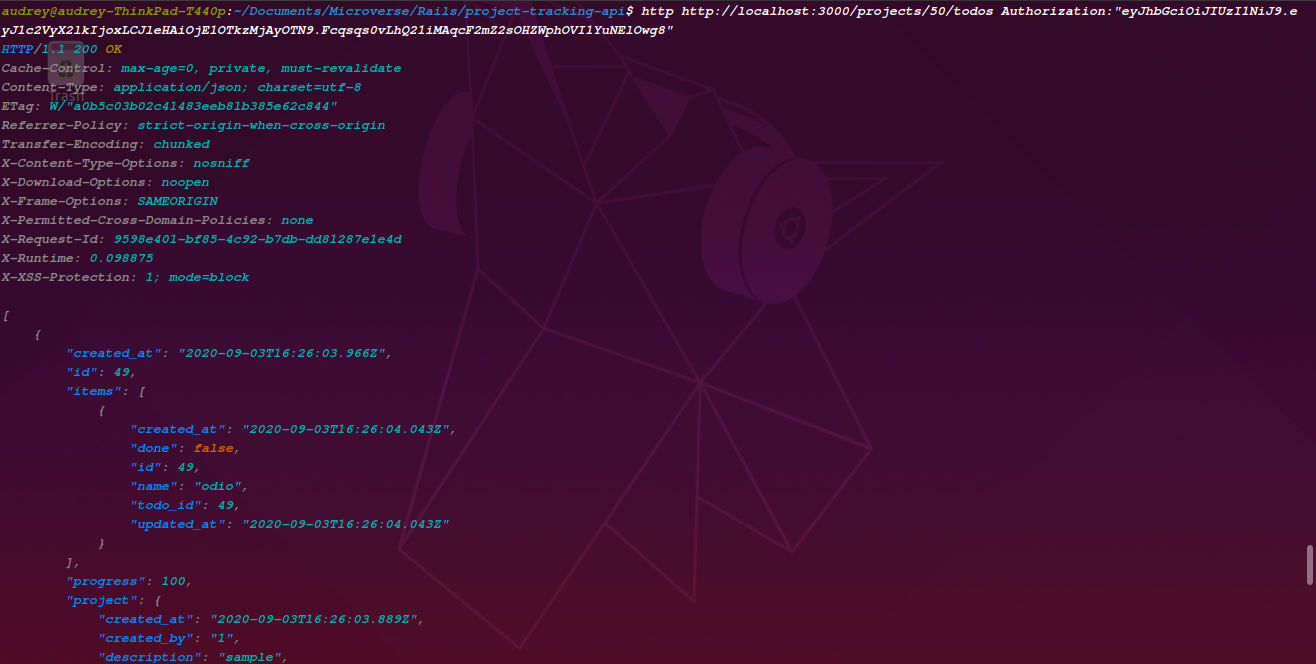 audrey@audrey-ThinkPad-T440p:~/Documents/Microverse/Rails/project-tracking-api$ http http://localhost:3000/projects/50/todos Authorization:"eyJhbGciOiJIUzI1NiJ9.e
yJ1c2VyX2lkIjoxLCJleHAiOjE1OTkzMjAyOTN9.Fcqsqs0vLhQ2liMAqcF2mZ2sOHZWphOVIlYuNElOwg8"
HTTP/1.1 200 OK
Cache-Control: max-age=0, private, must-revalidate
Content-Type: application/json; charset=utf-8
Trash
ETag: W/"a0b5c03b02c41483eeb81b385e62c844"
Referrer-Policy: strict-origin-when-cross-origin
Transfer-Encoding: chunked
X-Content-Type-Options: nosniff
X-Download-Options: noopen
X-Frame-Options: SAMEORIGIN
X-Permitted-Cross-Domain-Policies: none
X-Request-Id: 9598e401-bf85-4c92-b7db-dd81287e1e4d
X-Runtime: 0.098875
X-XSS-Protection: 1; mode=block
[
{
"created_at": "2020-09-03T16:26:03.966Z",
"id": 49,
"items": [
{
"created_at": "2020-09-03T16:26:04.043Z",
"done": false,
"id": 49,
"name": "odio",
"todo_id": 49,
"updated_at": "2020-09-03T16:26:04.043Z"
}
],
"progress": 100,
"project": {
"created_at": "2020-09-03T16:26:03.889Z",
"created_by": "1",
"description": "sample",